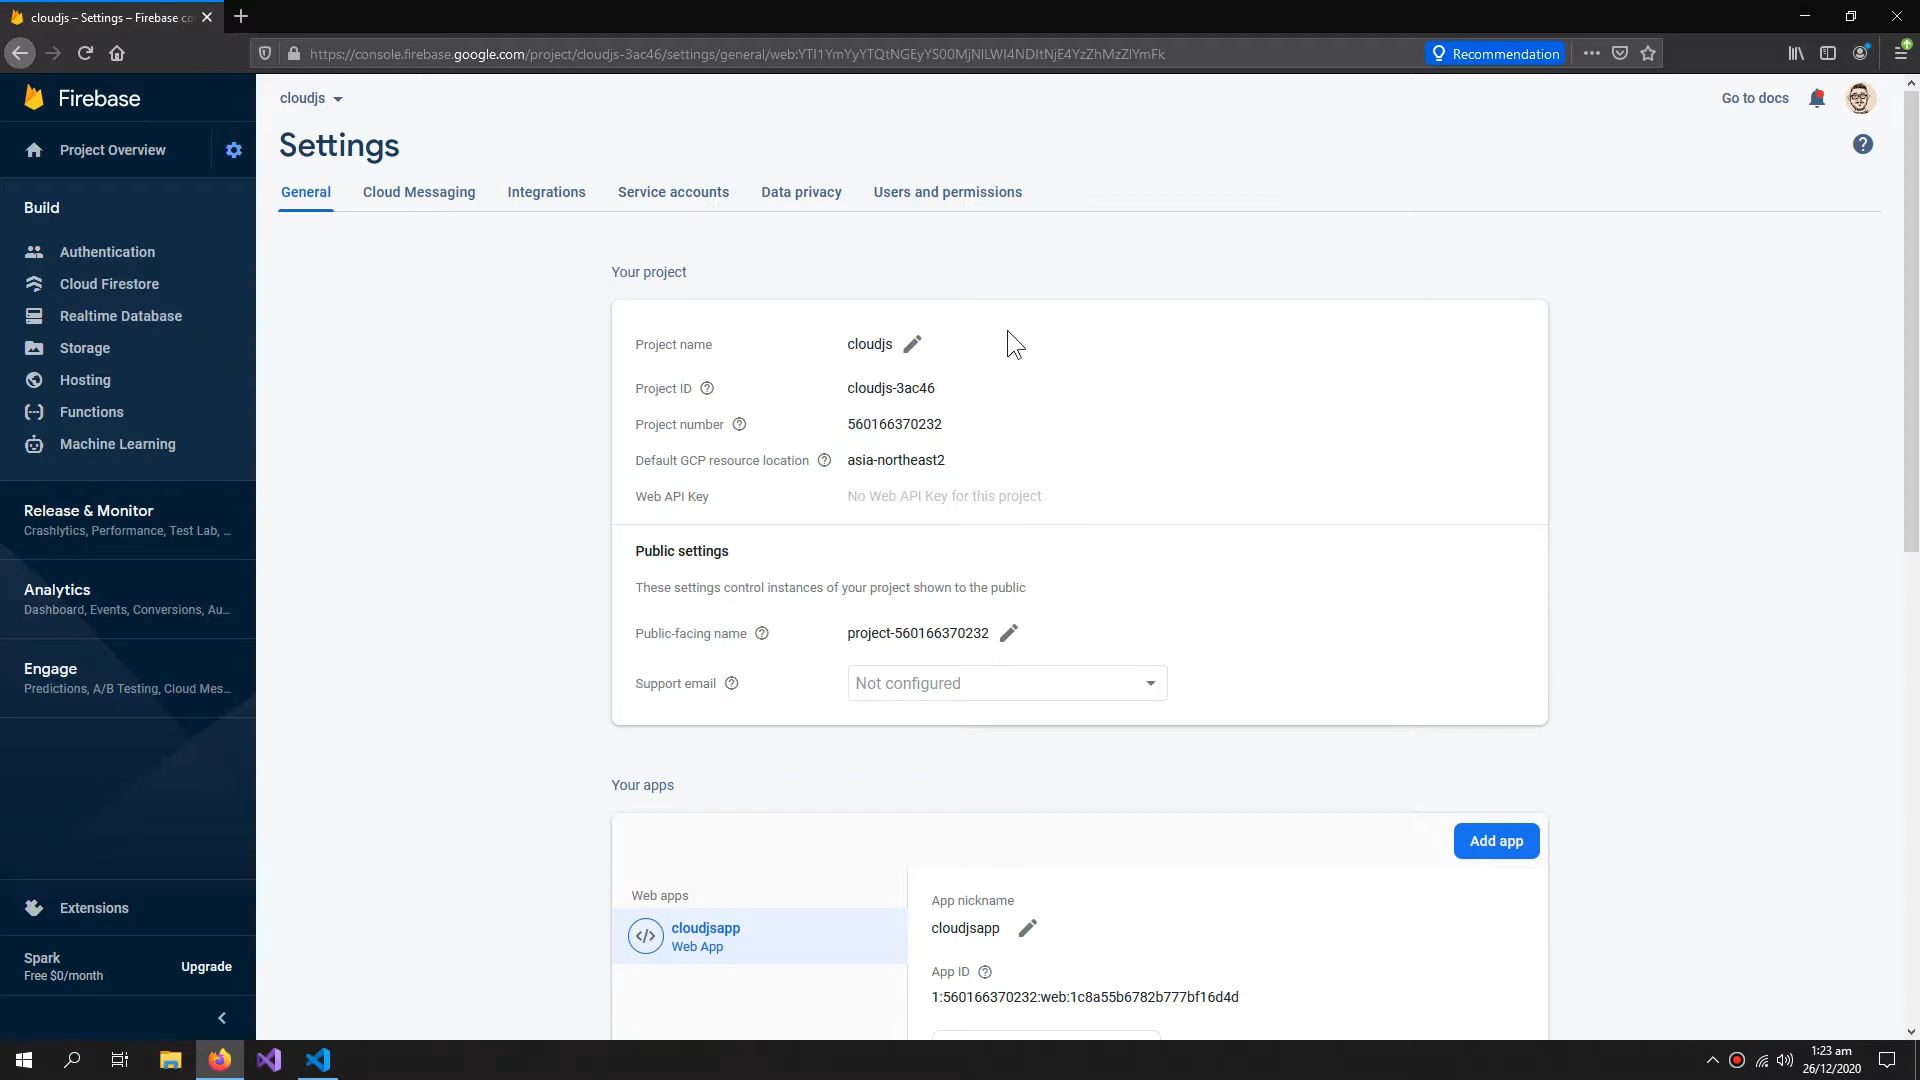 cloudjs – Settings – Firebase co
https://console.firebase.google.com/project/cloudjs-3ac46/settings/general/web:YTI1YmYyYTQtNGEyYS00MjNlLWI4NDItNjE4YzZhMzZlYmFk
Recommendation
Firebase
cloudjs
Go to docs
Project Overview
Settings
General
Cloud Messaging
Integrations
Service accounts
Data privacy
Users and permissions
Build
Authentication
Cloud Firestore
Realtime Database
Storage
Hosting
Functions
Machine Learning
Release & Monitor
Crashlytics, Performance, Test Lab, ...
Analytics
Dashboard, Events, Conversions, Au...
Engage
Predictions, A/B Testing, Cloud Mes...
Extensions
Spark
Free $0/month
Upgrade
Your project
Project name
cloudjs
Project ID
cloudjs-3ac46
Project number
560166370232
Default GCP resource location
asia-northeast2
Web API Key
No Web API Key for this project
Public settings
These settings control instances of your project shown to the public
Public-facing name
project-560166370232
Support email
Not configured
Your apps
Add app
Web apps
cloudjsapp
Web App
App nickname
cloudjsapp
App ID
1:560166370232:web:1c8a55b6782b777bf16d4d
1:23 am
26/12/2020